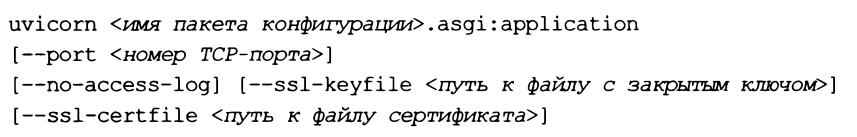 uvicorn <имя пакета конфигурации>.asgi:application
[--port <номер TCP-порта>]
[--no-access-log] [--ssl-keyfile <путь к файлу с закрытым ключом>]
[--ssl-certfile <путь к файлу сертификата>]